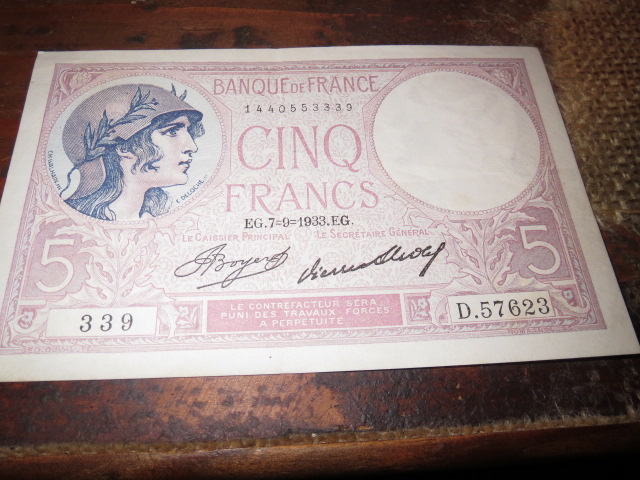 BANQUE DE FRANCE
1440553339
CINQ
FRANCS
EG.7=9=1933.EG.
LE CAISSIER PRINCIPAL LE SECRÉTAIRE GÉNÉRAL
5 5
339
LE CONTREFACTEUR SERA
PUNI DES TRAVAUX-FORCÉS
A PERPÉTUITÉ
D.57623
E. DELOCHE